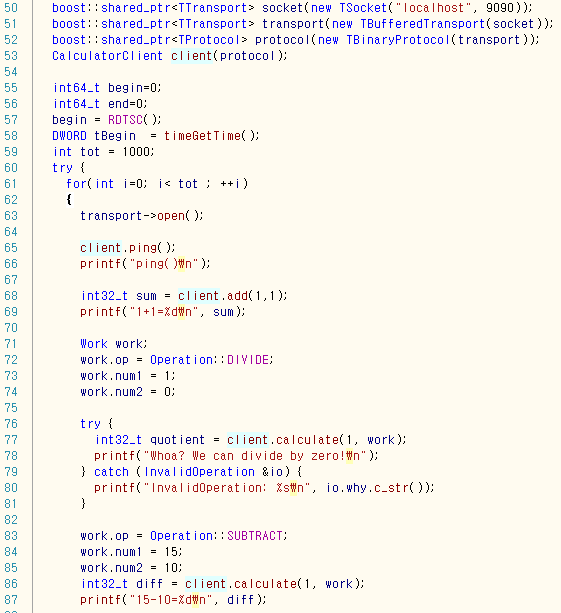 50 boost::shared_ptr<TTransport> socket(new TSocket("localhost", 9090));
51 boost::shared_ptr<TTransport> transport(new TBufferedTransport(socket));
52 boost::shared_ptr<TProtocol> protocol(new TBinaryProtocol(transport));
53 CalculatorClient client(protocol);
54
55 int64_t begin=0;
56 int64_t end=0;
57 begin = RDTSC();
58 DWORD tBegin  = timeGetTime();
59 int tot = 1000;
60 try {
61 for(int i=0; i< tot ; ++i)
62 {
63 transport->open();
64
65 client.ping();
66 printf("ping()₩n");
67
68 int32_t sum = client.add(1,1);
69 printf("1+1=%d₩n", sum);
70
71 Work work;
72 work.op = Operation::DIVIDE;
73 work.num1 = 1;
74 work.num2 = 0;
75
76 try {
77 int32_t quotient = client.calculate(1, work);
78 printf("Whoa? We can divide by zero!₩n");
79 } catch (InvalidOperation &io) {
80 printf("InvalidOperation: %s₩n", io.why.c_str());
81 }
82
83 work.op = Operation::SUBTRACT;
84 work.num1 = 15;
85 work.num2 = 10;
86 int32_t diff = client.calculate(1, work);
87 printf("15-10=%d₩n", diff);